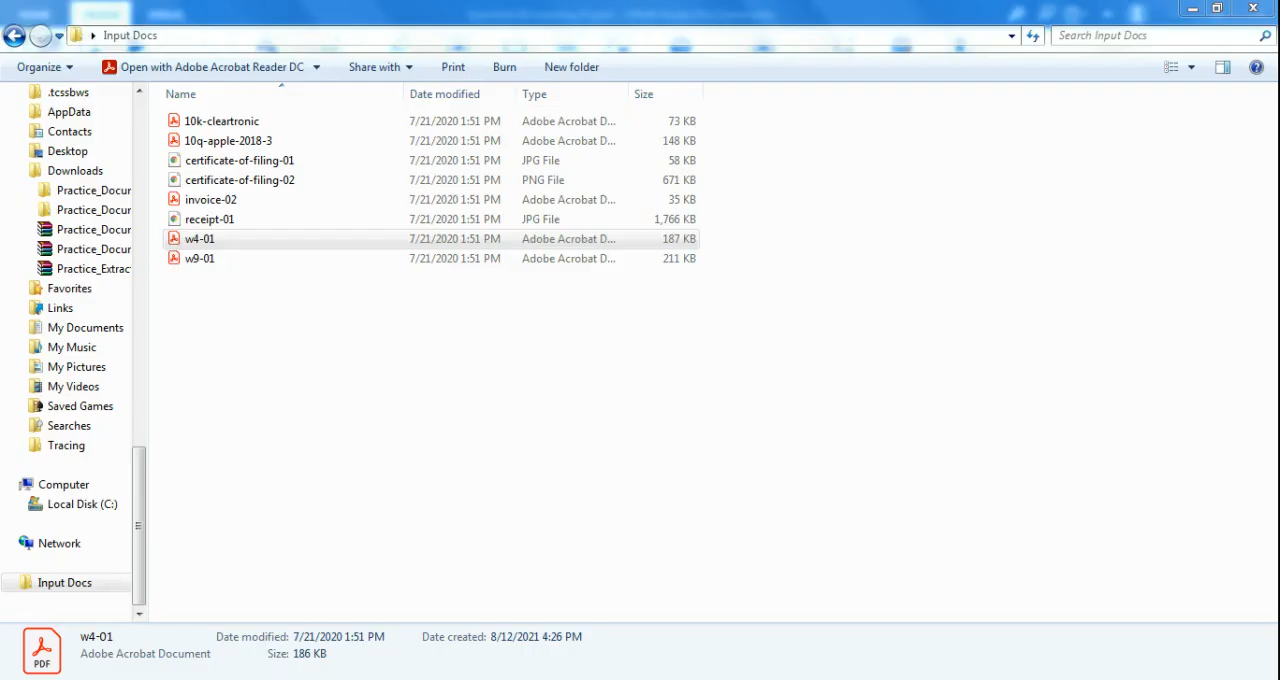 Input Docs
Search Input Docs
Organize
Open with Adobe Acrobat Reader DC
Share with
Print
Burn
New folder
Name
Date modified
Type
Size
.tcssbws
AppData
Contacts
Desktop
Downloads
Practice_Docur
Practice_Docur
Practice_Docur
Practice_Docur
Practice_Extrac
Favorites
Links
My Documents
My Music
My Pictures
My Videos
Saved Games
Searches
Tracing
Computer
Local Disk (C:)
Network
Input Docs
10k-cleartronic 7/21/2020 1:51 PM Adobe Acrobat D... 73 KB
10q-apple-2018-3 7/21/2020 1:51 PM Adobe Acrobat D... 148 KB
certificate-of-filing-01 7/21/2020 1:51 PM JPG File 58 KB
certificate-of-filing-02 7/21/2020 1:51 PM PNG File 671 KB
invoice-02 7/21/2020 1:51 PM Adobe Acrobat D... 35 KB
receipt-01 7/21/2020 1:51 PM JPG File 1,766 KB
w4-01 7/21/2020 1:51 PM Adobe Acrobat D... 187 KB
w9-01 7/21/2020 1:51 PM Adobe Acrobat D... 211 KB
PDF
w4-01 Date modified: 7/21/2020 1:51 PM Date created: 8/12/2021 4:26 PM
Adobe Acrobat Document Size: 186 KB